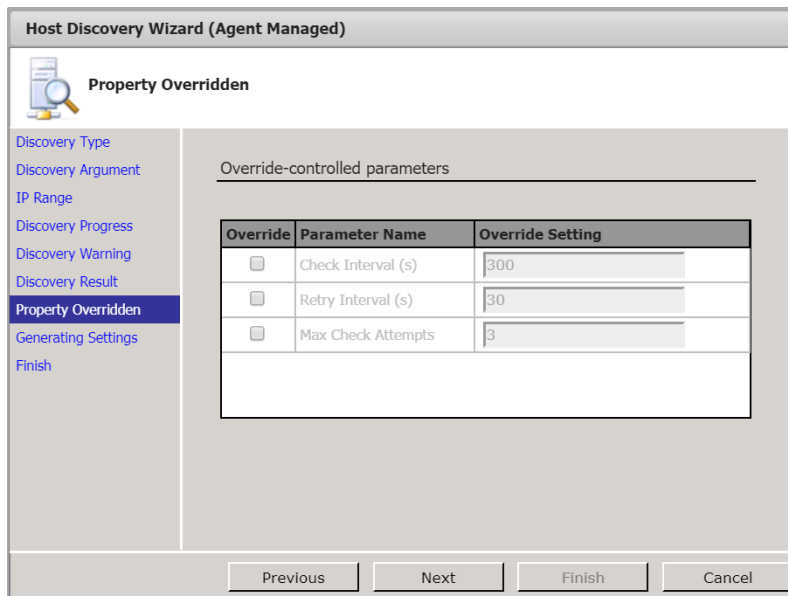 Host Discovery Wizard (Agent Managed)
Property Overridden
Discovery Type
Discovery Argument
IP Range
Discovery Progress
Discovery Warning
Discovery Result
Property Overridden
Generating Settings
Finish
Override-controlled parameters
Override Parameter Name Override Setting
Check Interval (s) 300
Retry Interval (s) 30
Max Check Attempts 3
Previous Next Finish Cancel